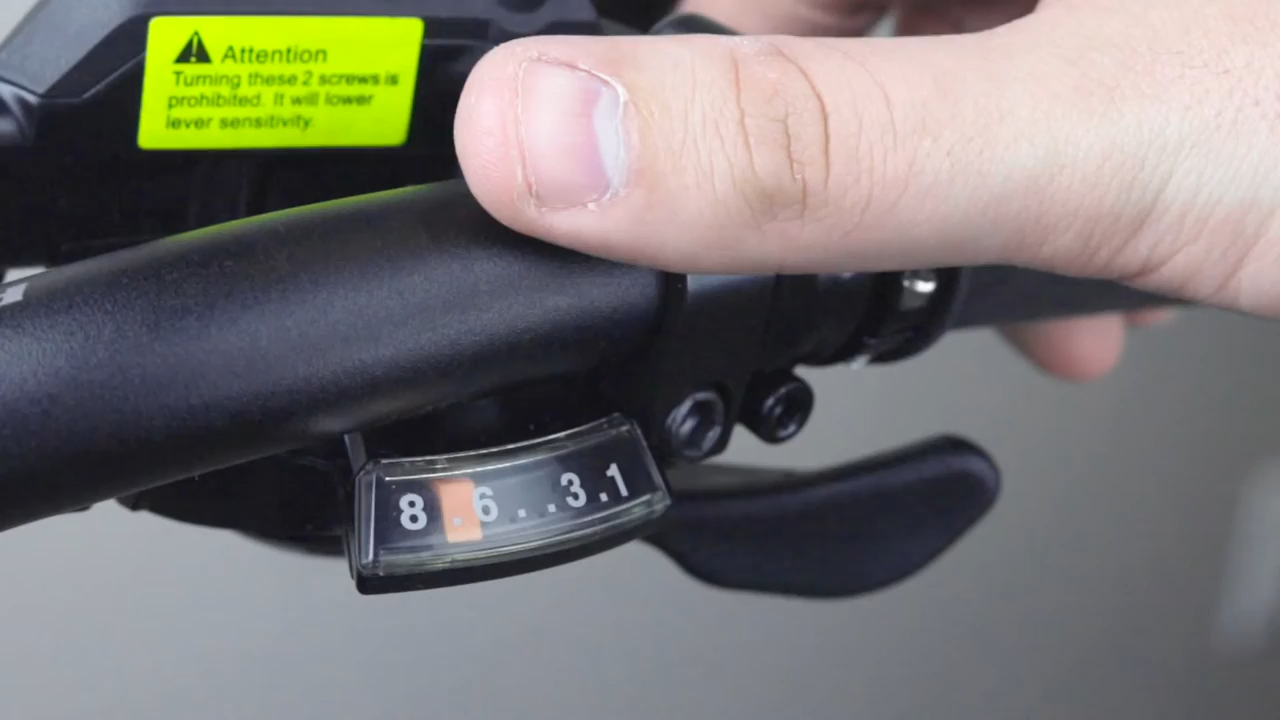 Attention
Turning these 2 screws is
prohibited. It will lower
lever sensitivity.
8 . 6 . . 3 . 1